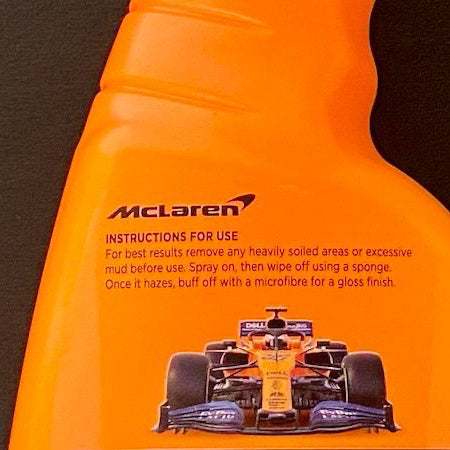 McLaren
INSTRUCTIONS FOR USE
For best results remove any heavily soiled areas or excessive
mud before use. Spray on, then wipe off using a sponge.
Once it hazes, buff off with a microfibre for a gloss finish.
DELL